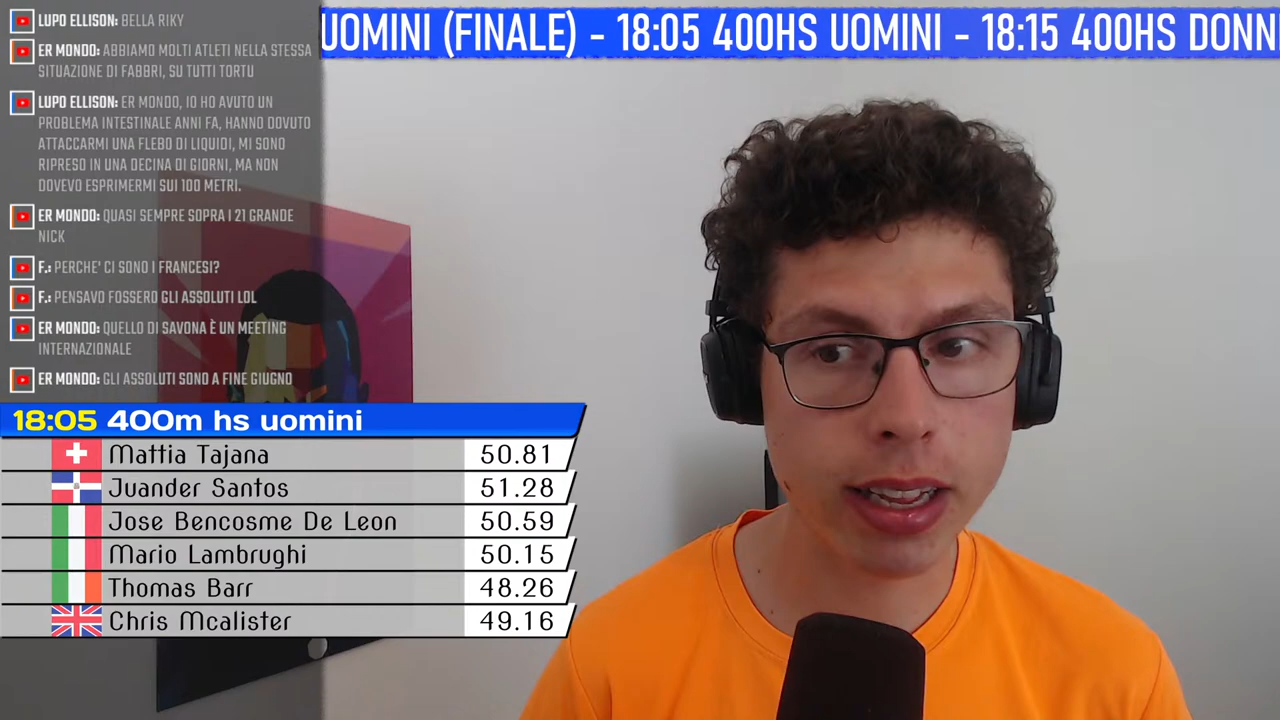 LUPO ELLISON: BELLA RIKY
ER MONDO: ABBIAMO MOLTI ATLETI NELLA STESSA
SITUAZIONE DI FABBRI, SU TUTTI TORTU
LUPO ELLISON: ER MONDO, IO HO AVUTO UN
PROBLEMA INTESTINALE ANNI FA, HANNO DOVUTO
ATTACCARMI UNA FLEBO DI LIQUIDI, MI SONO
RIPRESO IN UNA DECINA DI GIORNI, MA NON
DOVEVO ESPRIMERMI SUI 100 METRI.
ER MONDO: QUASI SEMPRE SOPRA I 21 GRANDE
NICK
F.: PERCHE' CI SONO I FRANCESI?
F.: PENSAVO FOSSERO GLI ASSOLUTI LOL
ER MONDO: QUELLO DI SAVONA È UN MEETING
INTERNAZIONALE
ER MONDO: GLI ASSOLUTI SONO A FINE GIUGNO
UOMINI (FINALE) - 18:05 400HS UOMINI - 18:15 400HS DONN
18:05 400m hs uomini
Mattia Tajana 50.81
Juander Santos 51.28
Jose Bencosme De Leon 50.59
Mario Lambrughi 50.15
Thomas Barr 48.26
Chris Mcalister 49.16